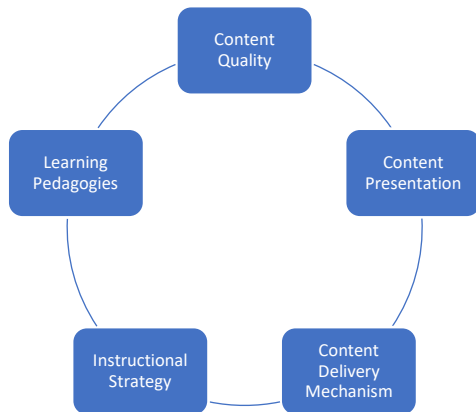 Content
Quality
Learning
Pedagogies
Content
Presentation
Instructional
Strategy
Content
Delivery
Mechanism